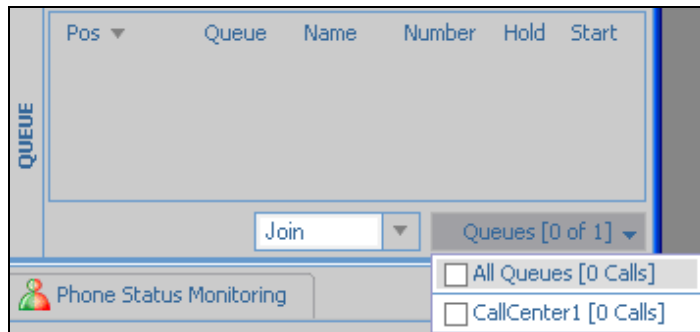 Pos Queue Name Number Hold Start
QUEUE
Join Queues [0 of 1]
All Queues [0 Calls]
Phone Status Monitoring
CallCenter1 [0 Calls]